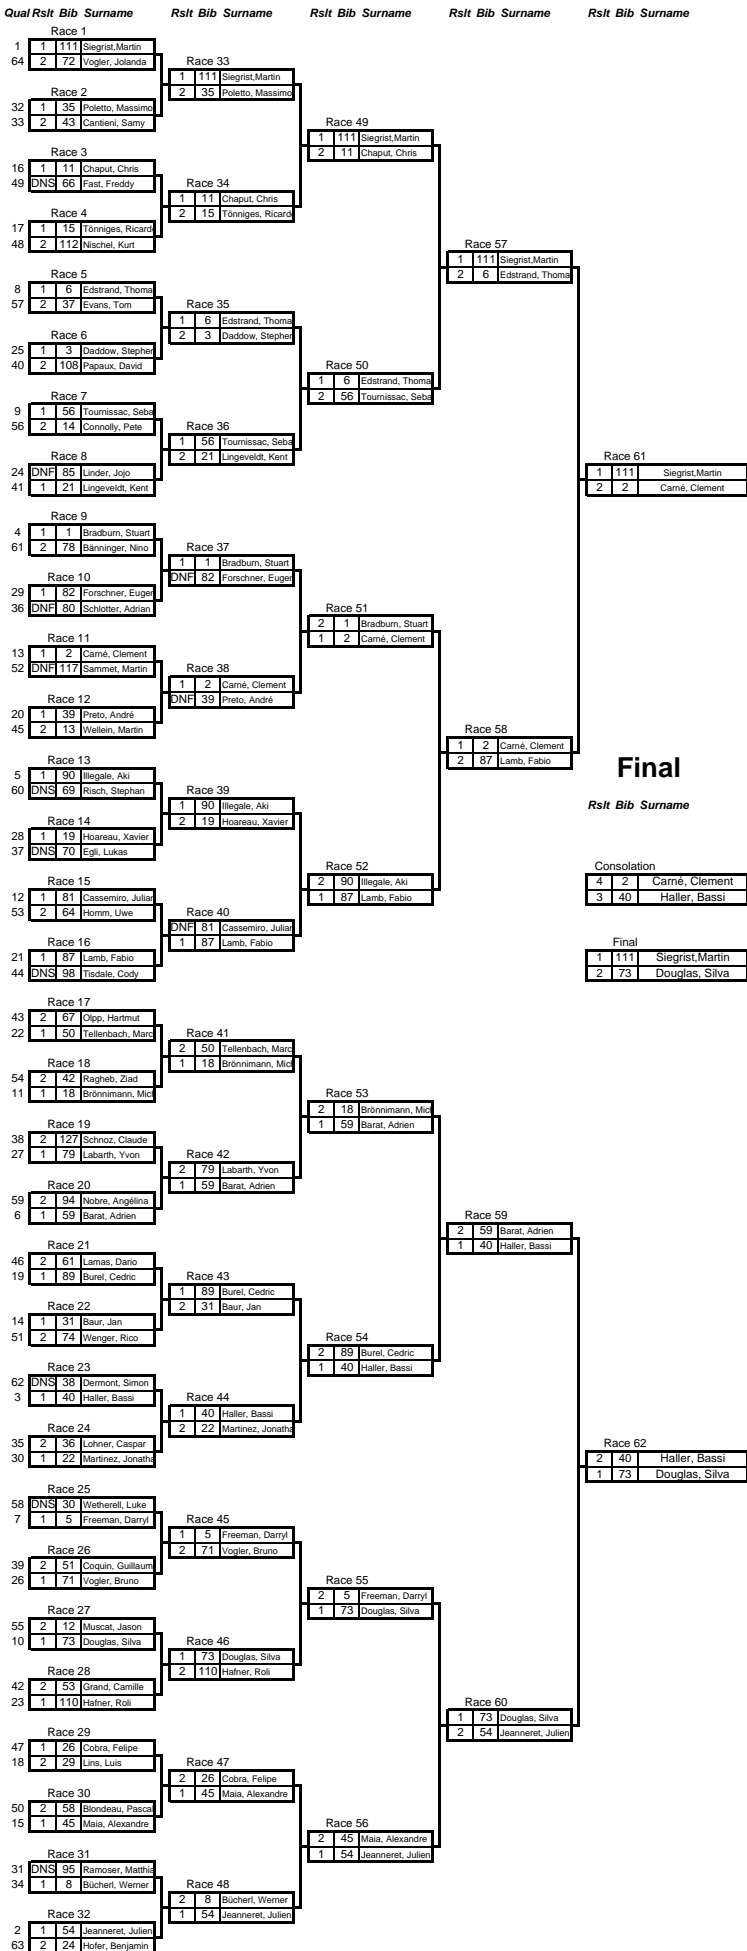 Qual Rslt Bib Surname
Race 1
1 1 111 Siegrist,Martin
64 2 72 Vogler, Jolanda
Race 2
32 1 35 Poletto, Massimo
33 2 43 Cantieni, Samy
Race 3
16 1 11 Chaput, Chris
49 DNS 66 Fast, Freddy
Race 4
17 1 15 Tönniges, Ricard
48 2 112 Nischel, Kurt
Race 5
8 1 6 Edstrand, Thoma
57 2 37 Evans, Tom
Race 6
25 1 3 Daddow, Stephen
40 2 108 Papaux, David
Race 7
9 1 56 Tournissac, Seba
56 2 14 Connolly, Pete
Race 8
24 DNF 85 Linder, Jojo
41 1 21 Lingeveldt, Kent
Race 9
4 1 1 Bradburn, Stuart
61 2 78 Bänninger, Nino
Race 10
29 1 82 Forschner, Eugen
36 DNF 80 Schlotter, Adrian
Race 11
13 1 2 Carné, Clement
52 DNF 117 Sammet, Martin
Race 12
20 1 39 Preto, André
45 2 13 Wellein, Martin
Race 13
5 1 90 Illegale, Aki
60 DNS 69 Risch, Stephan
Race 14
28 1 19 Hoareau, Xavier
37 DNS 70 Egli, Lukas
Race 15
12 1 81 Cassemiro, Julian
53 2 64 Homm, Uwe
Race 16
21 1 87 Lamb, Fabio
44 DNS 98 Tisdale, Cody
Race 17
43 2 67 Olpp, Hartmut
22 1 50 Tellenbach, Marc
Race 18
54 2 42 Ragheb, Ziad
11 1 18 Brönnimann, Mich
Race 19
38 2 127 Schnoz, Claude
27 1 79 Labarth, Yvon
Race 20
59 2 94 Nobre, Angélina
6 1 59 Barat, Adrien
Race 21
46 2 61 Lamas, Dario
19 1 89 Burel, Cedric
Race 22
14 1 31 Baur, Jan
51 2 74 Wenger, Rico
Race 23
62 DNS 38 Dermont, Simon
3 1 40 Haller, Bassi
Race 24
35 2 36 Lohner, Caspar
30 1 22 Martinez, Jonatha
Race 25
58 DNS 30 Wetherell, Luke
7 1 5 Freeman, Darryl
Race 26
39 2 51 Coquin, Guillaum
26 1 71 Vogler, Bruno
Race 27
55 2 12 Muscat, Jason
10 1 73 Douglas, Silva
Race 28
42 2 53 Grand, Camille
23 1 110 Hafner, Roli
Race 29
47 1 26 Cobra, Felipe
18 2 29 Lins, Luis
Race 30
50 2 58 Blondeau, Pascal
15 1 45 Maia, Alexandre
Race 31
31 DNS 95 Ramoser, Matthia
34 1 8 Bücherl, Werner
Race 32
2 1 54 Jeanneret, Julien
63 2 24 Hofer, Benjamin
Rslt Bib Surname
Race 33
1 111 Siegrist,Martin
2 35 Poletto, Massimo
Race 34
1 11 Chaput, Chris
2 15 Tönniges, Ricard
Race 35
1 6 Edstrand, Thoma
2 3 Daddow, Stephen
Race 36
1 56 Tournissac, Seba
2 21 Lingeveldt, Kent
Race 37
1 1 Bradburn, Stuart
DNF 82 Forschner, Eugen
Race 38
1 2 Carné, Clement
DNF 39 Preto, André
Race 39
1 90 Illegale, Aki
2 19 Hoareau, Xavier
Race 40
DNF 81 Cassemiro, Julian
1 87 Lamb, Fabio
Race 41
2 50 Tellenbach, Marc
1 18 Brönnimann, Mich
Race 42
2 79 Labarth, Yvon
1 59 Barat, Adrien
Race 43
1 89 Burel, Cedric
2 31 Baur, Jan
Race 44
1 40 Haller, Bassi
2 22 Martinez, Jonatha
Race 45
1 5 Freeman, Darryl
2 71 Vogler, Bruno
Race 46
1 73 Douglas, Silva
2 110 Hafner, Roli
Race 47
2 26 Cobra, Felipe
1 45 Maia, Alexandre
Race 48
2 8 Bücherl, Werner
1 54 Jeanneret, Julien
Rslt Bib Surname
Race 49
1 111 Siegrist,Martin
2 11 Chaput, Chris
Race 50
1 6 Edstrand, Thoma
2 56 Tournissac, Seba
Race 51
2 1 Bradburn, Stuart
1 2 Carné, Clement
Race 52
2 90 Illegale, Aki
1 87 Lamb, Fabio
Race 53
2 18 Brönnimann, Mich
1 59 Barat, Adrien
Race 54
2 89 Burel, Cedric
1 40 Haller, Bassi
Race 55
2 5 Freeman, Darryl
1 73 Douglas, Silva
Race 56
2 45 Maia, Alexandre
1 54 Jeanneret, Julien
Rslt Bib Surname
Race 57
1 111 Siegrist,Martin
2 6 Edstrand, Thoma
Race 58
1 2 Carné, Clement
2 87 Lamb, Fabio
Race 59
2 59 Barat, Adrien
1 40 Haller, Bassi
Race 60
1 73 Douglas, Silva
2 54 Jeanneret, Julien
Rslt Bib Surname
Race 61
1 111 Siegrist,Martin
2 2 Carné, Clement
Final
Rslt Bib Surname
Consolation
4 2 Carné, Clement
3 40 Haller, Bassi
Final
1 111 Siegrist,Martin
2 73 Douglas, Silva
Race 62
2 40 Haller, Bassi
1 73 Douglas, Silva